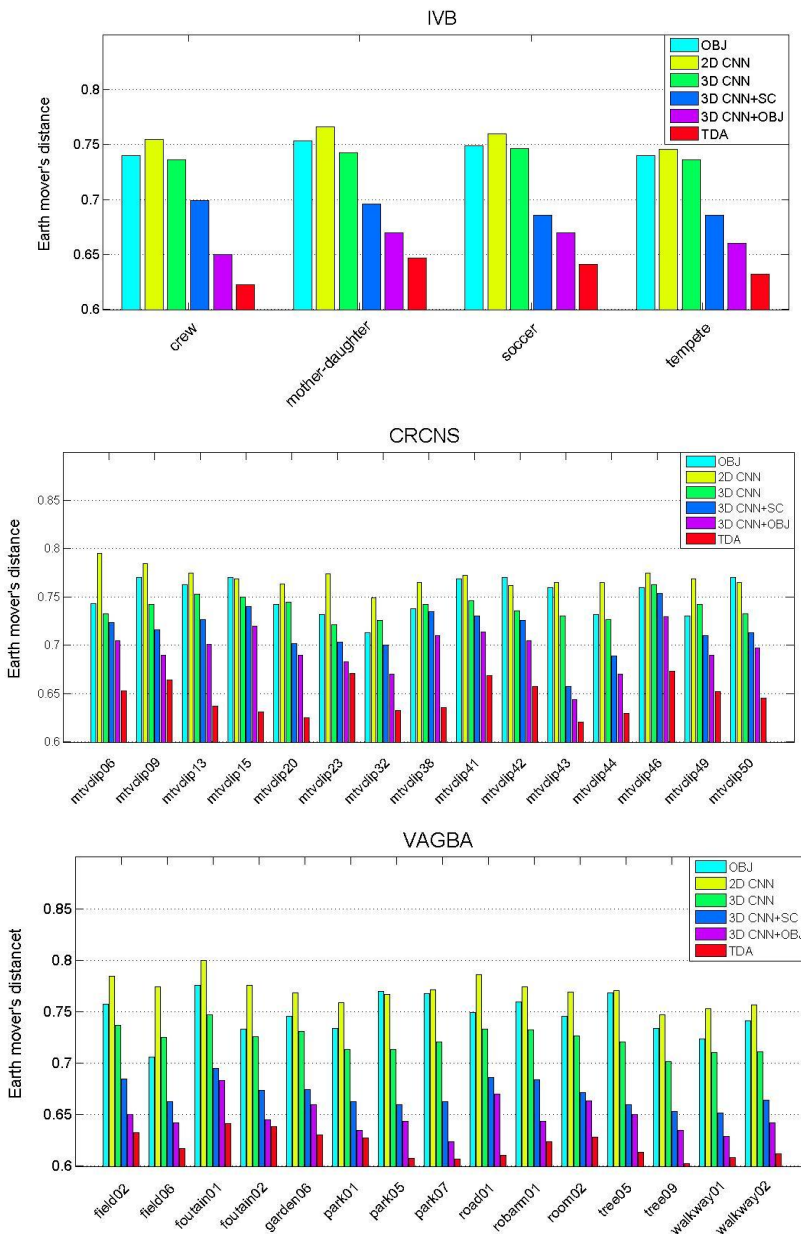 IVB
OBJ
2D CNN
3D CNN
3D CNN+SC
3D CNN+OBJ
TDA
Earth mover's distance
0.8
0.75
0.7
0.65
0.6
crew
mother-daughter
soccer
tempete
CRCNS
OBJ
2D CNN
3D CNN
3D CNN+SC
3D CNN+OBJ
TDA
Earth mover's distance
0.85
0.8
0.75
0.7
0.65
0.6
mtvclip06
mtvclip09
mtvclip13
mtvclip15
mtvclip20
mtvclip23
mtvclip32
mtvclip38
mtvclip41
mtvclip42
mtvclip43
mtvclip44
mtvclip46
mtvclip49
mtvclip50
VAGBA
OBJ
2D CNN
3D CNN
3D CNN+SC
3D CNN+OBJ
TDA
Earth mover's distancet
0.85
0.8
0.75
0.7
0.65
0.6
field02
field06
foutain01
foutain02
garden06
park01
park05
park07
road01
robarm01
room02
tree05
tree09
walkway01
walkway02